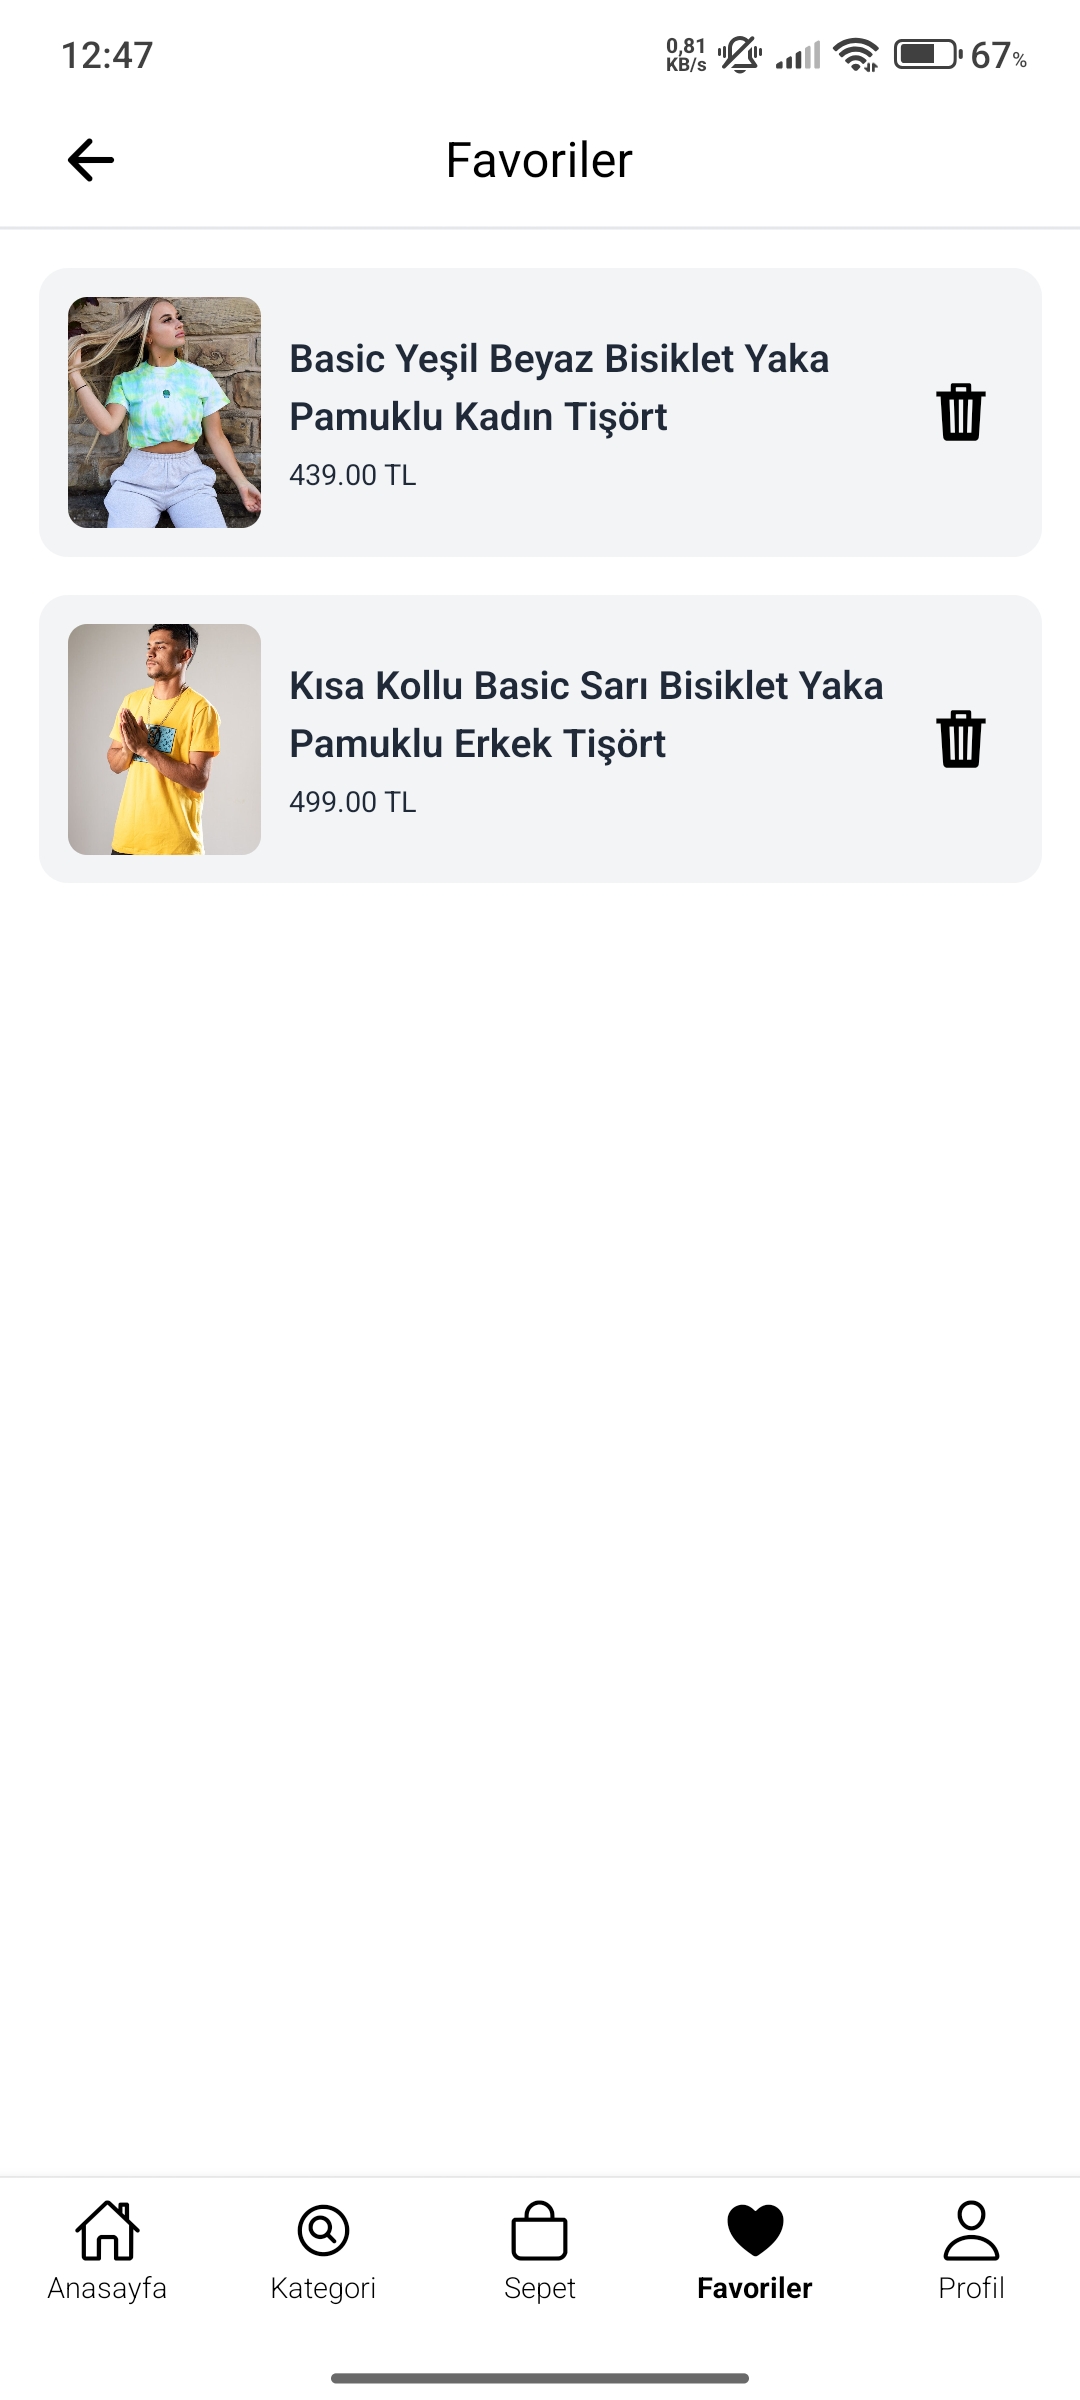 12:47
0,81
KB/s
67%
Favoriler
Basic Yeşil Beyaz Bisiklet Yaka
Pamuklu Kadın Tişört
439.00 TL
Kısa Kollu Basic Sarı Bisiklet Yaka
Pamuklu Erkek Tişört
499.00 TL
Anasayfa
Kategori
Sepet
Favoriler
Profil